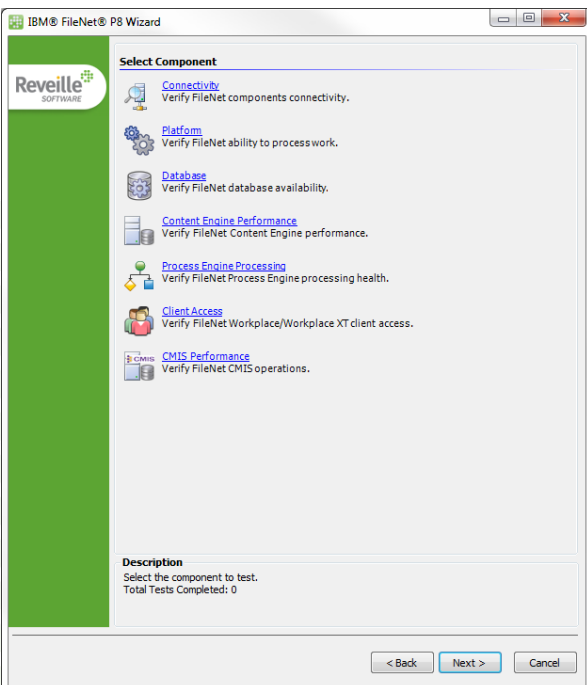 IBM® FileNet® P8 Wizard
Reveille
SOFTWARE
Select Component
Connectivity
Verify FileNet components connectivity.
Platform
Verify FileNet ability to process work.
Database
Verify FileNet database availability.
Content Engine Performance
Verify FileNet Content Engine performance.
Process Engine Processing
Verify FileNet Process Engine processing health.
Client Access
Verify FileNet Workplace/Workplace XT client access.
CMIS
CMIS Performance
Verify FileNet CMIS operations.
Description
Select the component to test.
Total Tests Completed: 0
< Back Next > Cancel